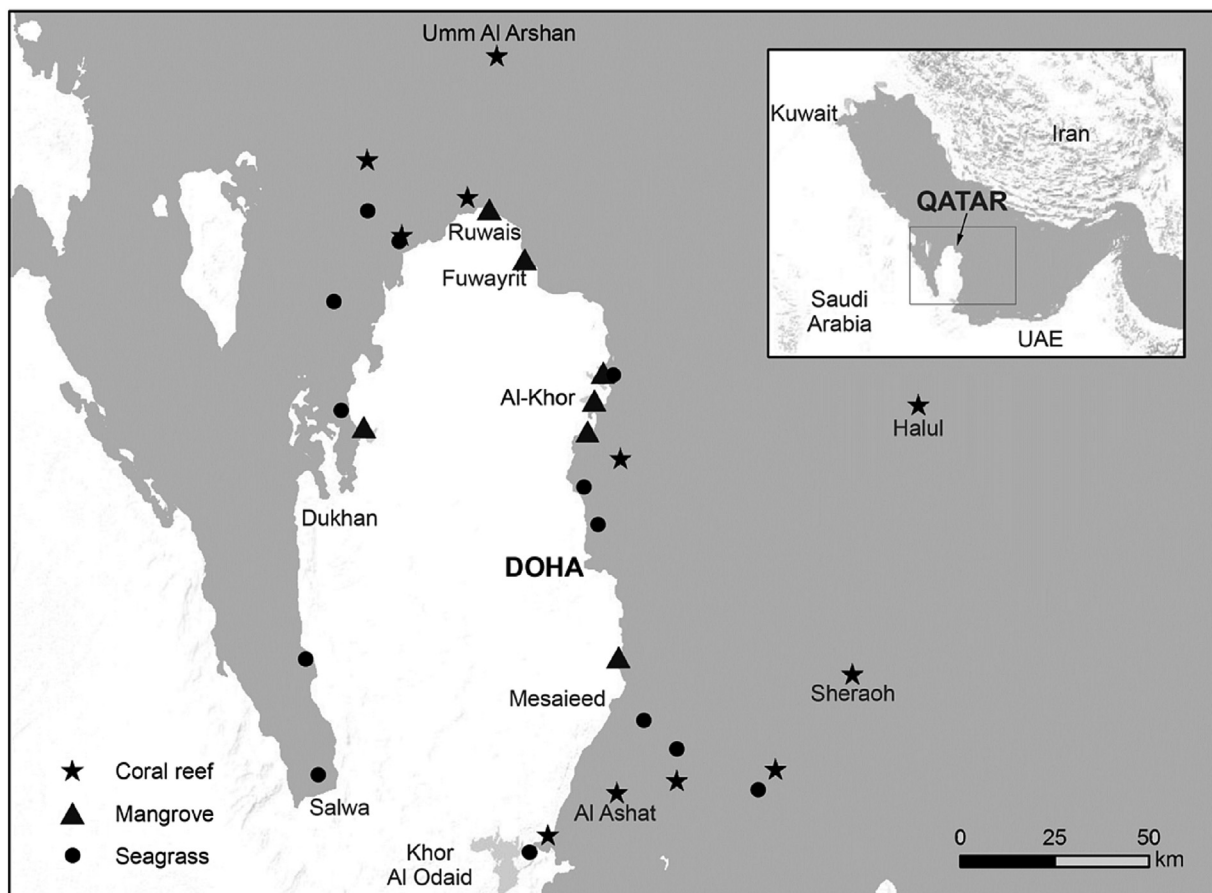 Umm Al Arshan
Kuwait
Iran
QATAR
Saudi
Arabia
UAE
Ruwais
Fuwayrit
Al-Khor
Halul
Dukhan
DOHA
Mesaieed
Sheraoh
Coral reef
Mangrove
Seagrass
Salwa
Al Ashat
Khor
Al Odaid
0 25 50
km